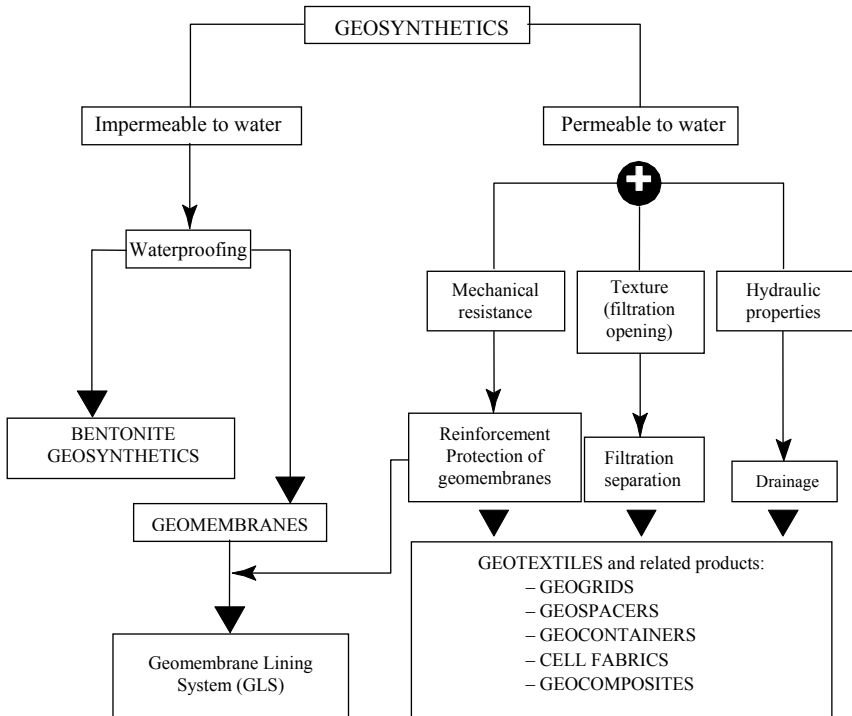 GEOSYNTHETICS
Impermeable to water
Permeable to water
Waterproofing
Mechanical
resistance
Texture
(filtration
opening)
Hydraulic
properties
BENTONITE
GEOSYNTHETICS
Reinforcement
Protection of
geomembranes
Filtration
separation
Drainage
GEOMEMBRANES
GEOTEXTILES and related products:
– GEOGRIDS
– GEOSPACERS
– GEOCONTAINERS
– CELL FABRICS
– GEOCOMPOSITES
Geomembrane Lining
System (GLS)